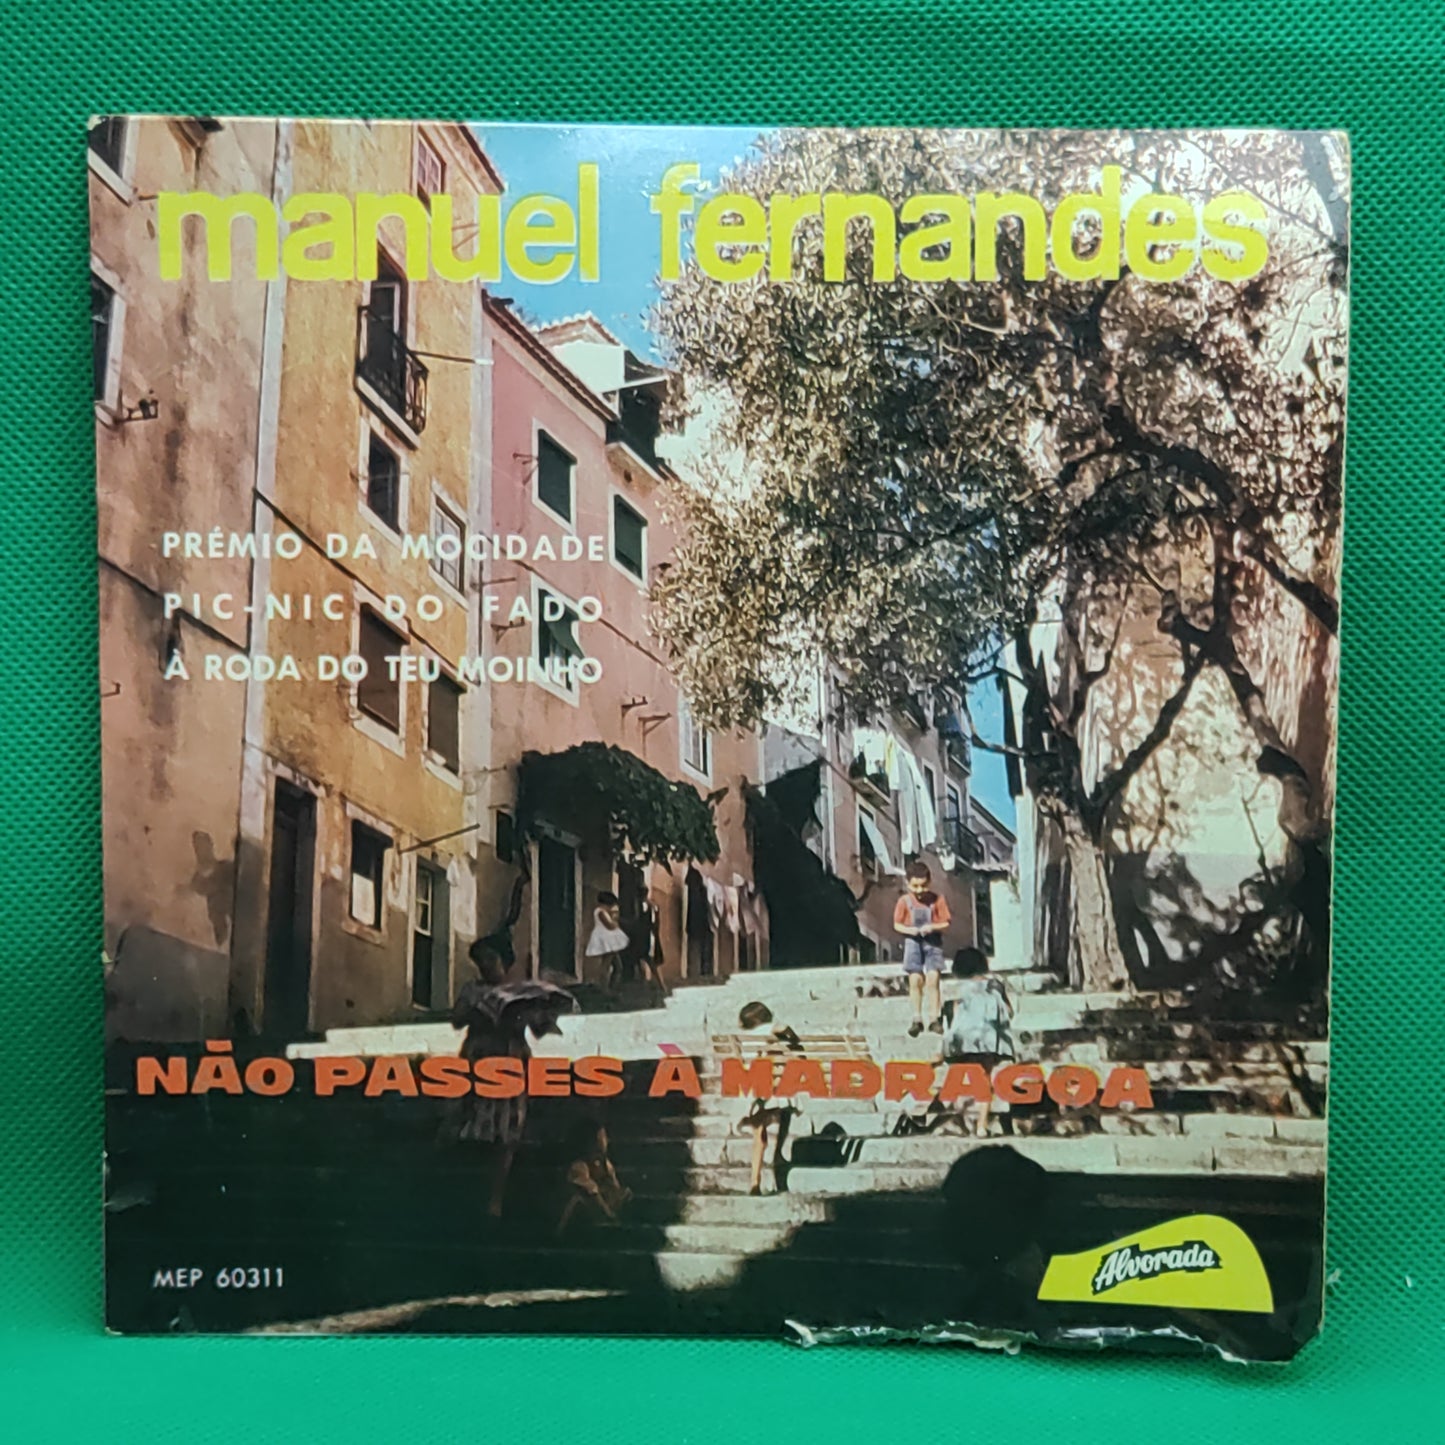 manuel fernandes
PRÉMIO DA MOCIDADE
PIC-NIC DO FADO
À RODA DO TEU MOINHO
NÃO PASSES À MADRAGOA
MEP 60311
Alvorada